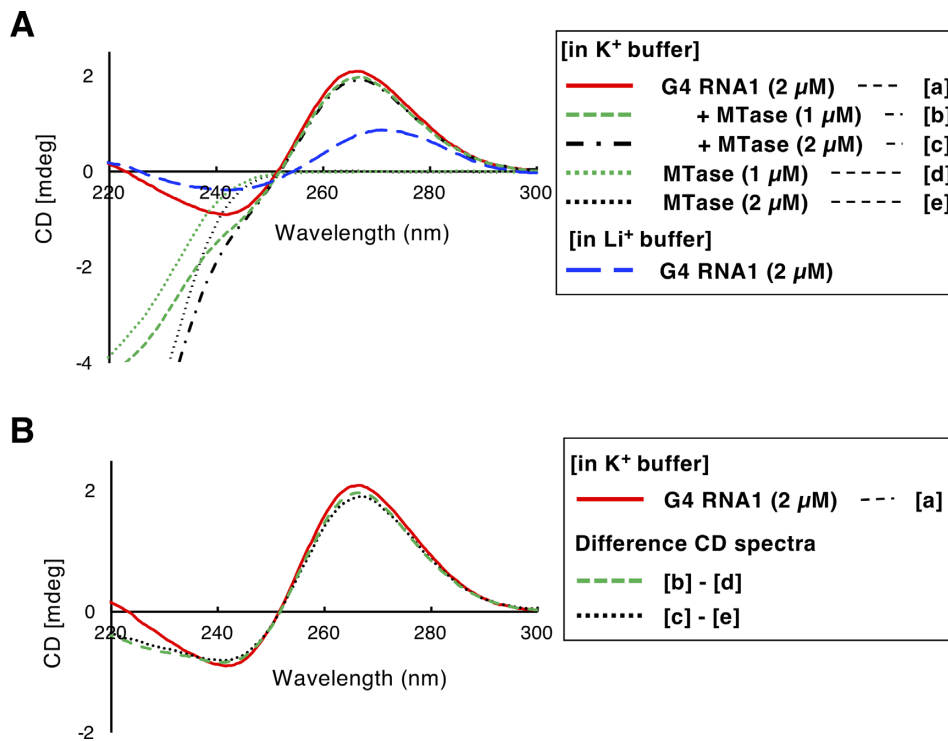 A
2
0
-2
-4
220
240
260
280
300
CD [mdeg]
Wavelength (nm)
[in K+ buffer]
G4 RNA1 (2 µM) ---- [a]
+ MTase (1 µM) -- [b]
+ MTase (2 µM) -- [c]
MTase (1 µM) ------ [d]
MTase (2 µM) ------ [e]
[in Li+ buffer]
G4 RNA1 (2 µM)
B
2
0
-2
220
240
260
280
300
CD [mdeg]
Wavelength (nm)
[in K+ buffer]
G4 RNA1 (2 µM) --- [a]
Difference CD spectra
[b] - [d]
[c] - [e]